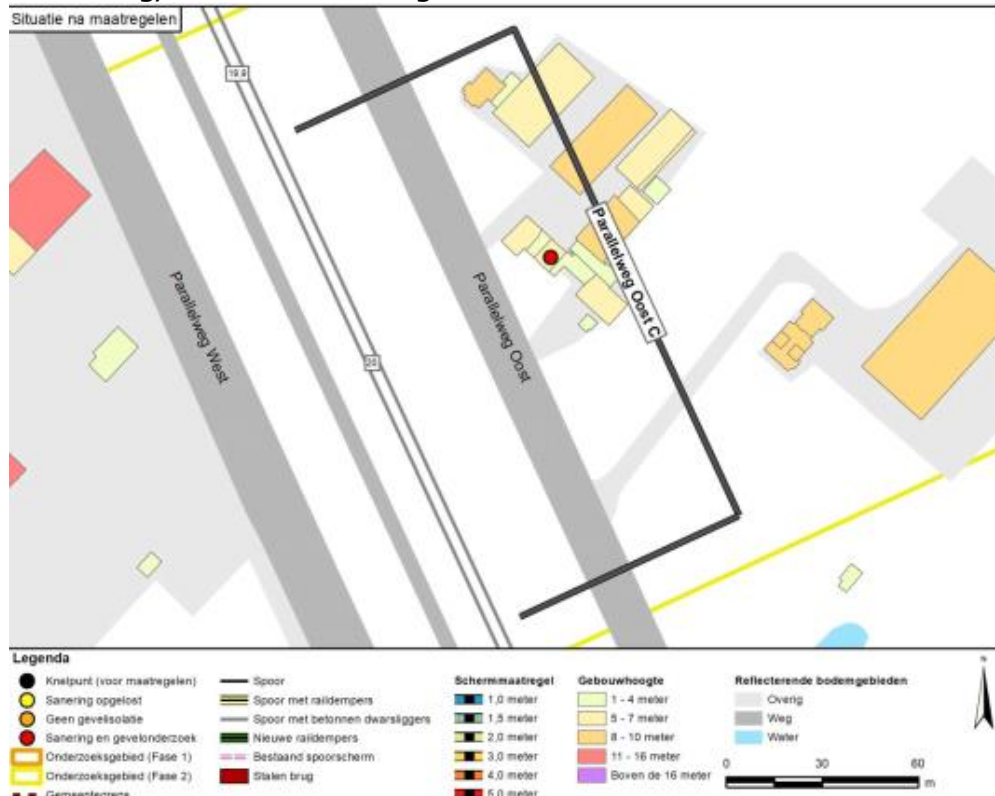 Situatie na maatregelen
19.9
Parallelweg West
20
Parallelweg Oost
Parallelweg Oost C
Legenda
Knelpunt (voor maatregelen)
Sanering opgelost
Geen gevelisolatie
Sanering en gevelonderzoek
Onderzoeksgebied (Fase 1)
Onderzoeksgebied (Fase 2)
Gemeentegrens
Spoor
Spoor met raildempers
Spoor met betonnen dwarsliggers
Nieuwe raildempers
Bestaand spoorscherm
Stalen brug
Schermmaatregel
1,0 meter
1,5 meter
2,0 meter
3,0 meter
4,0 meter
5,0 meter
Gebouwhoogte
1 - 4 meter
5 - 7 meter
8 - 10 meter
11 - 16 meter
Boven de 16 meter
Reflecterende bodemgebieden
Overig
Weg
Water
N
0 30 60
m